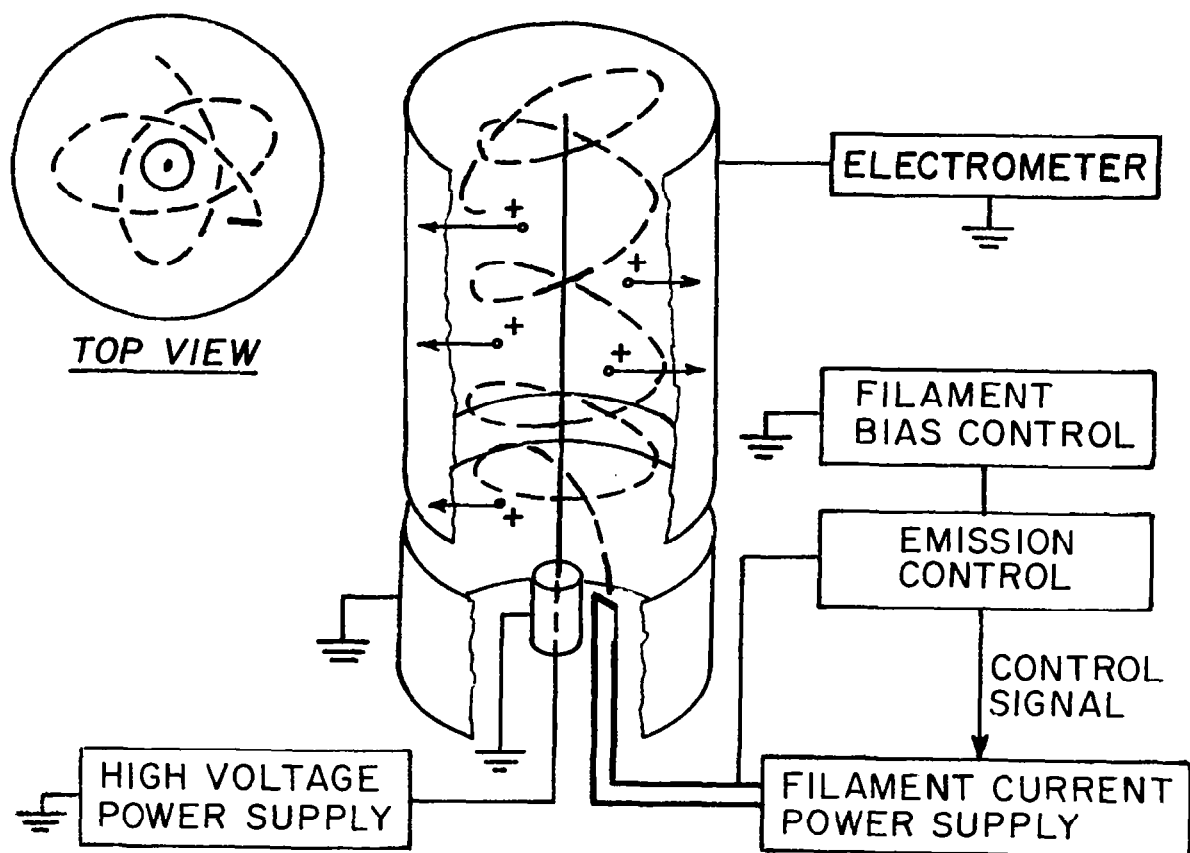 TOP VIEW
ELECTROMETER
FILAMENT
BIAS CONTROL
EMISSION
CONTROL
CONTROL
SIGNAL
HIGH VOLTAGE
POWER SUPPLY
FILAMENT CURRENT
POWER SUPPLY
+
+
+
+
+